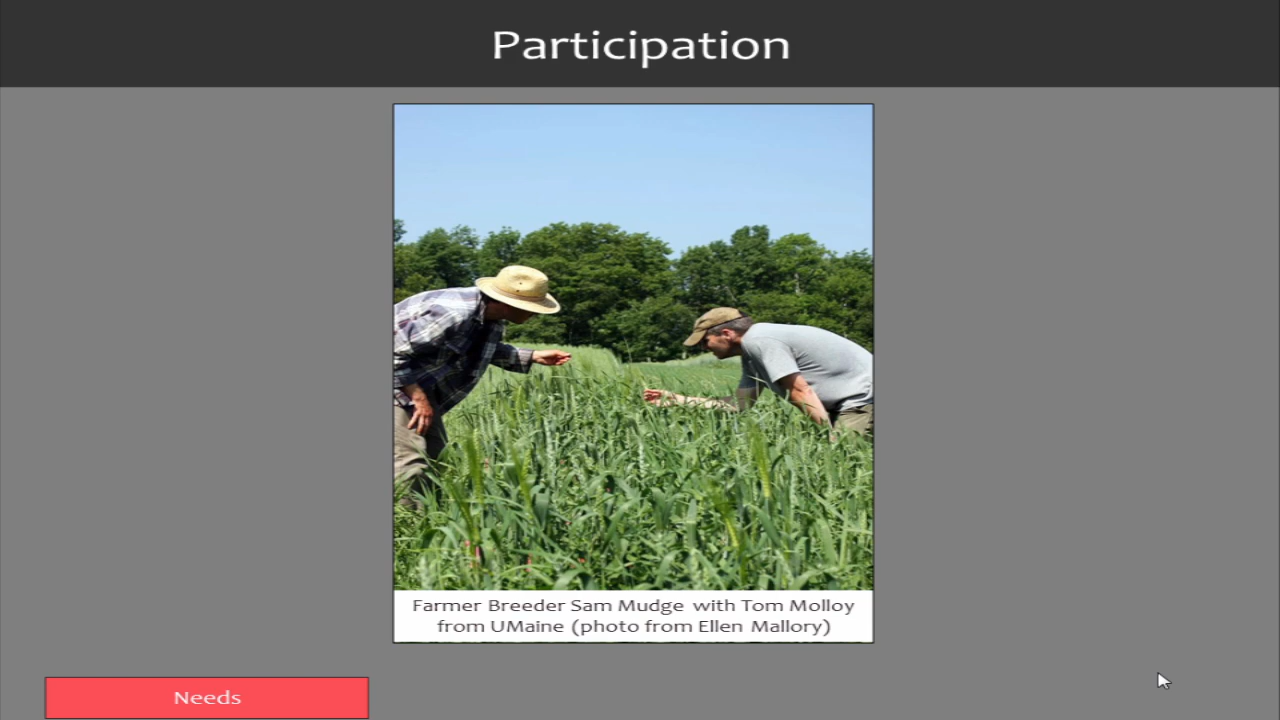 Participation
Farmer Breeder Sam Mudge with Tom Molloy
from UMaine (photo from Ellen Mallory)
Needs